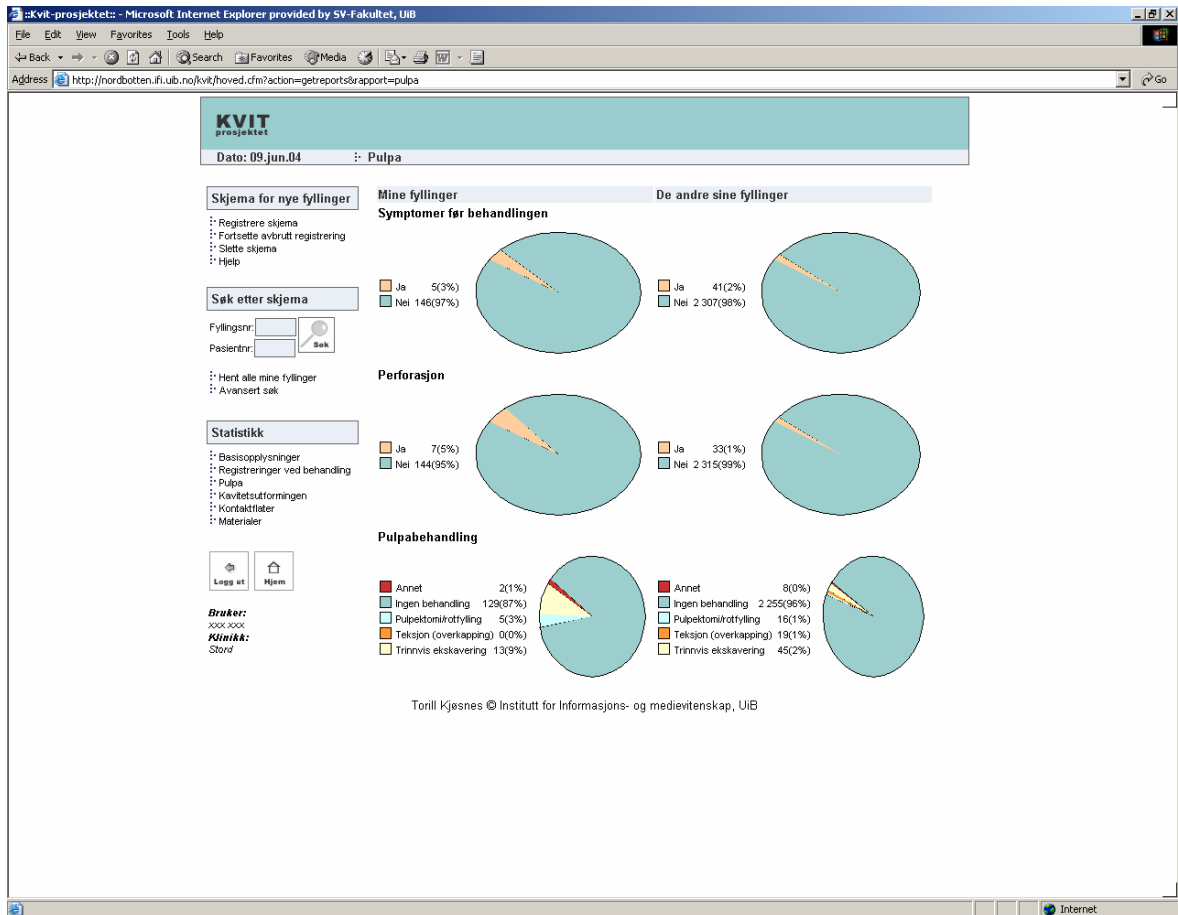 ::Kvit-prosjektet:: - Microsoft Internet Explorer provided by SV-Fakultet, UiB
File Edit View Favorites Tools Help
Back Search Favorites Media
Address http://nordbotten.ifi.uib.no/kvit/hoved.cfm?action=getreports&rapport=pulpa Go
KVIT
prosjektet
Dato: 09.jun.04 Pulpa
Skjema for nye fyllinger
Registrere skjema
Fortsette avbrutt registrering
Slette skjema
Hjelp
Søk etter skjema
Fyllingsnr:
Pasientnr:
Søk
Hent alle mine fyllinger
Avansert søk
Statistikk
Basisopplysninger
Registreringer ved behandling
Pulpa
Kavitetsutformingen
Kontaktflater
Materialer
Logg ut Hjem
Bruker:
xxx xxx
Klinikk:
Stord
Mine fyllinger De andre sine fyllinger
Symptomer før behandlingen
Ja 5(3%)
Nei 146(97%)
Ja 41(2%)
Nei 2 307(98%)
Perforasjon
Ja 7(5%)
Nei 144(95%)
Ja 33(1%)
Nei 2 315(99%)
Pulpabehandling
Annet 2(1%)
Ingen behandling 129(87%)
Pulpektomi/rotfylling 5(3%)
Teksjon (overkapping) 0(0%)
Trinnvis ekskavering 13(9%)
Annet 8(0%)
Ingen behandling 2 255(96%)
Pulpektomi/rotfylling 16(1%)
Teksjon (overkapping) 19(1%)
Trinnvis ekskavering 45(2%)
Torill Kjøsnes © Institutt for Informasjons- og medievitenskap, UiB
Internet